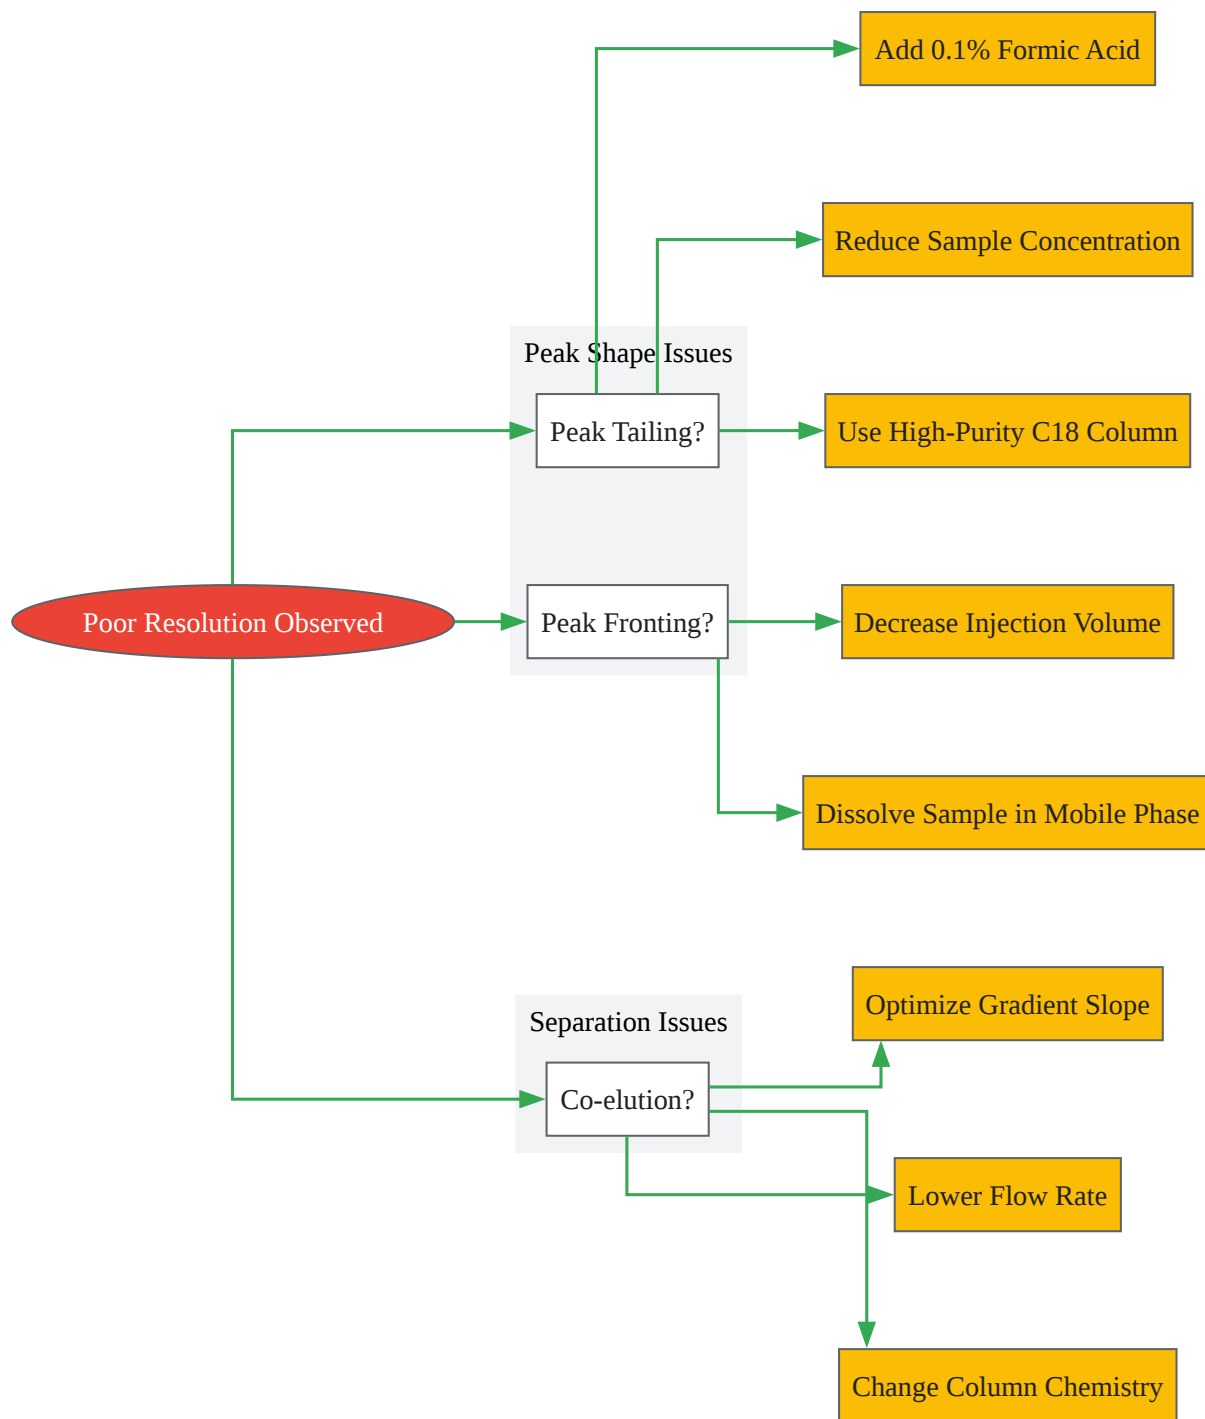 Add 0.1% Formic Acid
Reduce Sample Concentration
Peak Shape Issues
Peak Tailing?
Use High-Purity C18 Column
Poor Resolution Observed
Peak Fronting?
Decrease Injection Volume
Dissolve Sample in Mobile Phase
Optimize Gradient Slope
Separation Issues
Co-elution?
Lower Flow Rate
Change Column Chemistry